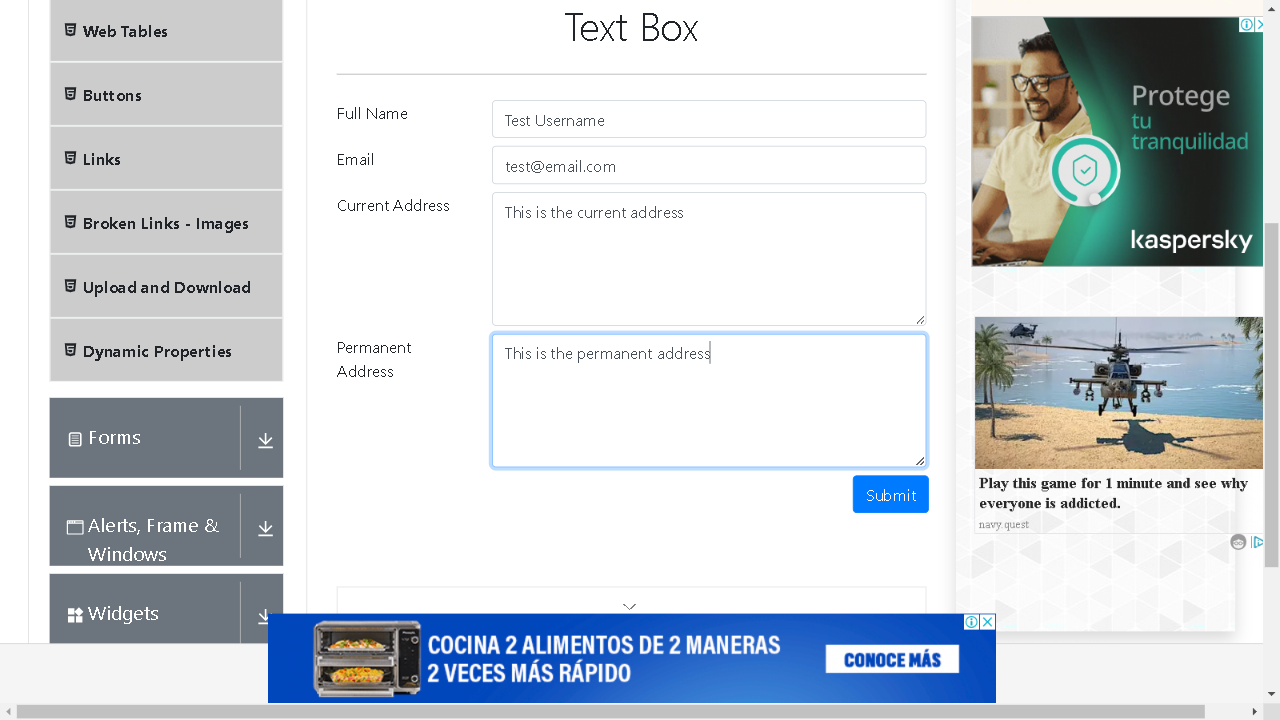 Web Tables
Buttons
Links
Broken Links - Images
Upload and Download
Dynamic Properties
Forms
Alerts, Frame &
Windows
Widgets
Text Box
Full Name
Test Username
Email
test@email.com
Current Address
This is the current address
Permanent
Address
This is the permanent address
Submit
Protege
tu
tranquilidad
kaspersky
Play this game for 1 minute and see why
everyone is addicted.
navy.quest
COCINA 2 ALIMENTOS DE 2 MANERAS
2 VECES MÁS RÁPIDO
CONOCE MÁS